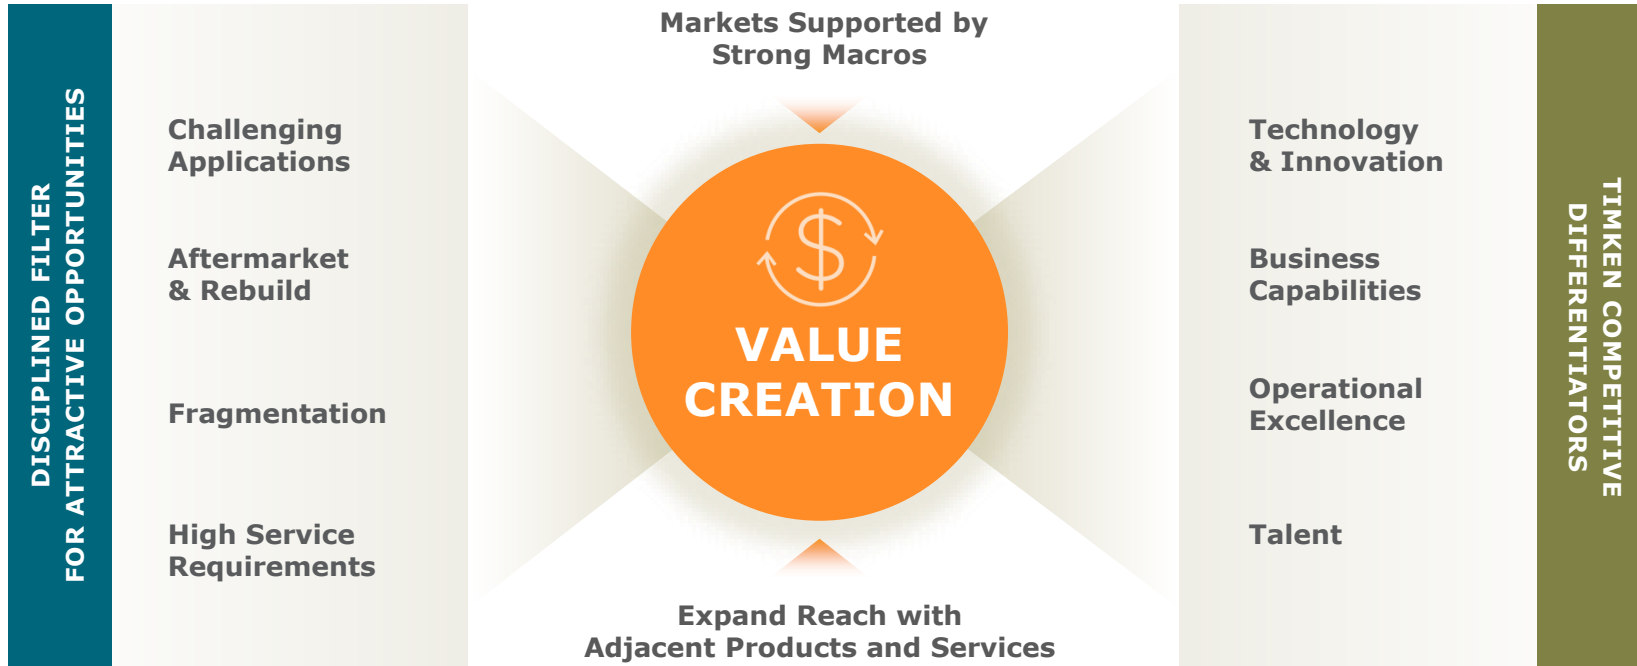 DISCIPLINED FILTER
FOR ATTRACTIVE OPPORTUNITIES
Challenging
Applications
Aftermarket
& Rebuild
Fragmentation
High Service
Requirements
Markets Supported by
Strong Macros
$
VALUE
CREATION
Expand Reach with
Adjacent Products and Services
Technology
& Innovation
Business
Capabilities
Operational
Excellence
Talent
TIMKEN COMPETITIVE
DIFFERENTIATORS